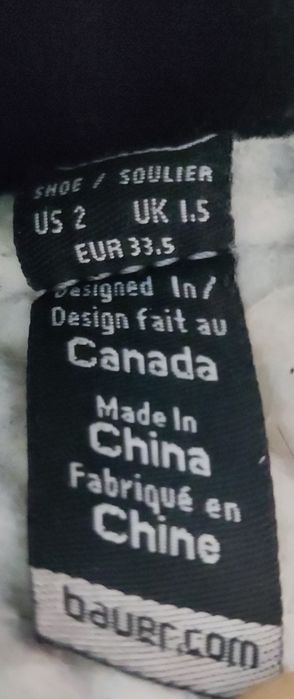 SHOE / SOULIER
US 2 UK 1.5
EUR 33.5
Designed In/
Design fait au
Canada
Made In
China
Fabriqué en
Chine
bauer.com